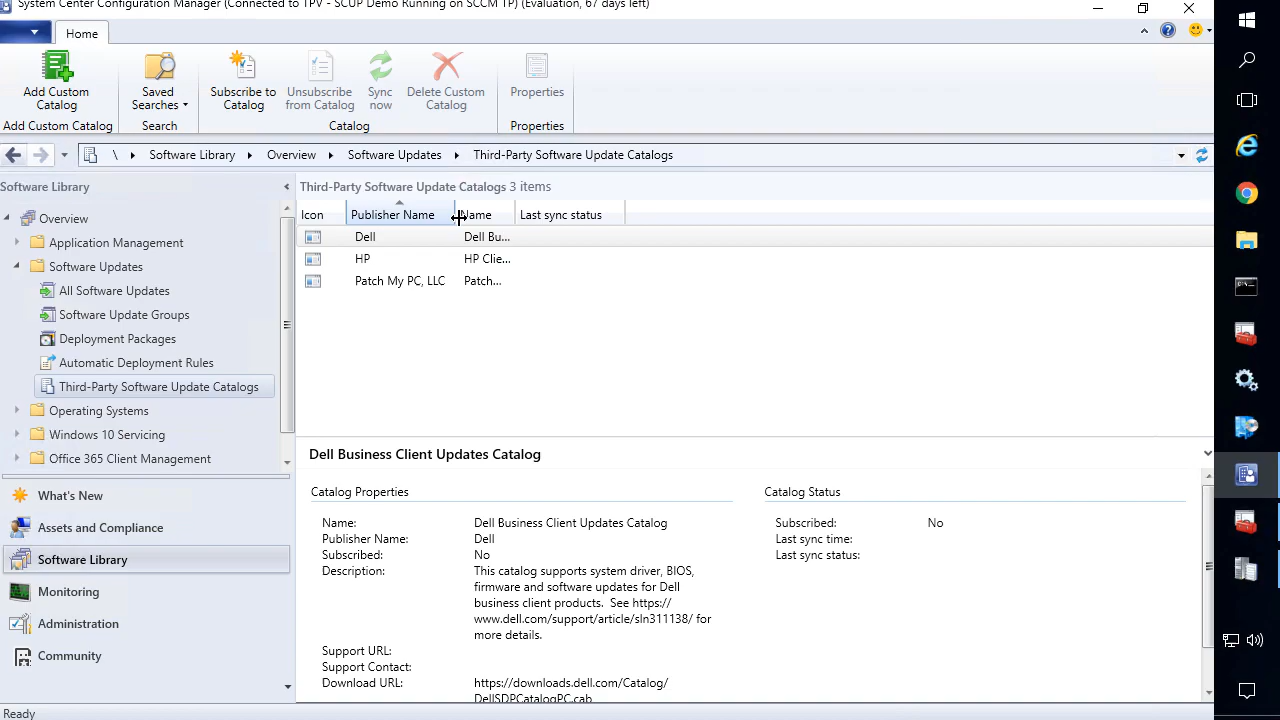 System Center Configuration Manager (Connected to TPV - SCUP Demo Running on SCCM TP) (Evaluation, 67 days left)
Home
Add Custom
Catalog
Saved
Searches
Subscribe to
Catalog
Unsubscribe
from Catalog
Sync
now
Delete Custom
Catalog
Properties
Add Custom Catalog
Search
Catalog
Properties
\ Software Library Overview Software Updates Third-Party Software Update Catalogs
Software Library
Overview
Application Management
Software Updates
All Software Updates
Software Update Groups
Deployment Packages
Automatic Deployment Rules
Third-Party Software Update Catalogs
Operating Systems
Windows 10 Servicing
Office 365 Client Management
What's New
Assets and Compliance
Software Library
Monitoring
Administration
Community
Third-Party Software Update Catalogs 3 items
Icon Publisher Name Name Last sync status
Dell Dell Bu...
HP HP Clie...
Patch My PC, LLC Patch...
Dell Business Client Updates Catalog
Catalog Properties
Name: Dell Business Client Updates Catalog
Publisher Name: Dell
Subscribed: No
Description: This catalog supports system driver, BIOS,
firmware and software updates for Dell
business client products. See https://
www.dell.com/support/article/sln311138/ for
more details.
Support URL:
Support Contact:
Download URL: https://downloads.dell.com/Catalog/
DellSDPCatalogPC.cab
Catalog Status
Subscribed: No
Last sync time:
Last sync status:
Ready